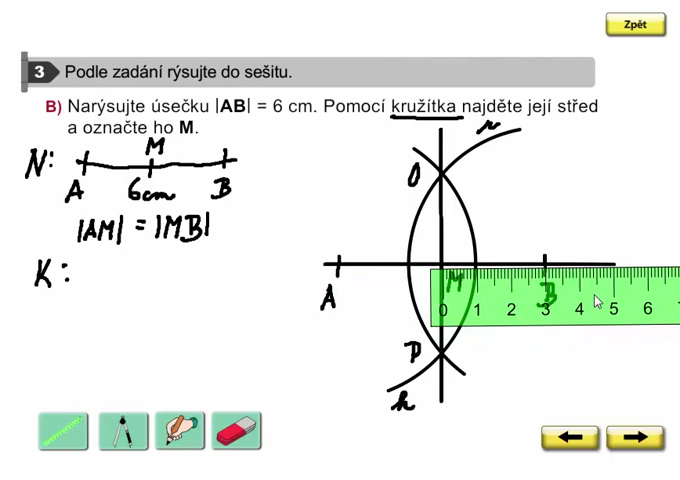 Zpět
3 Podle zadání rýsujte do sešitu.
B) Narýsujte úsečku |AB| = 6 cm. Pomocí kružítka najděte její střed
a označte ho M.
N:
M
A 6cm B
|AM| = |MB|
K:
r
O
A
M
B
0 1 2 3 4 5 6
P
k